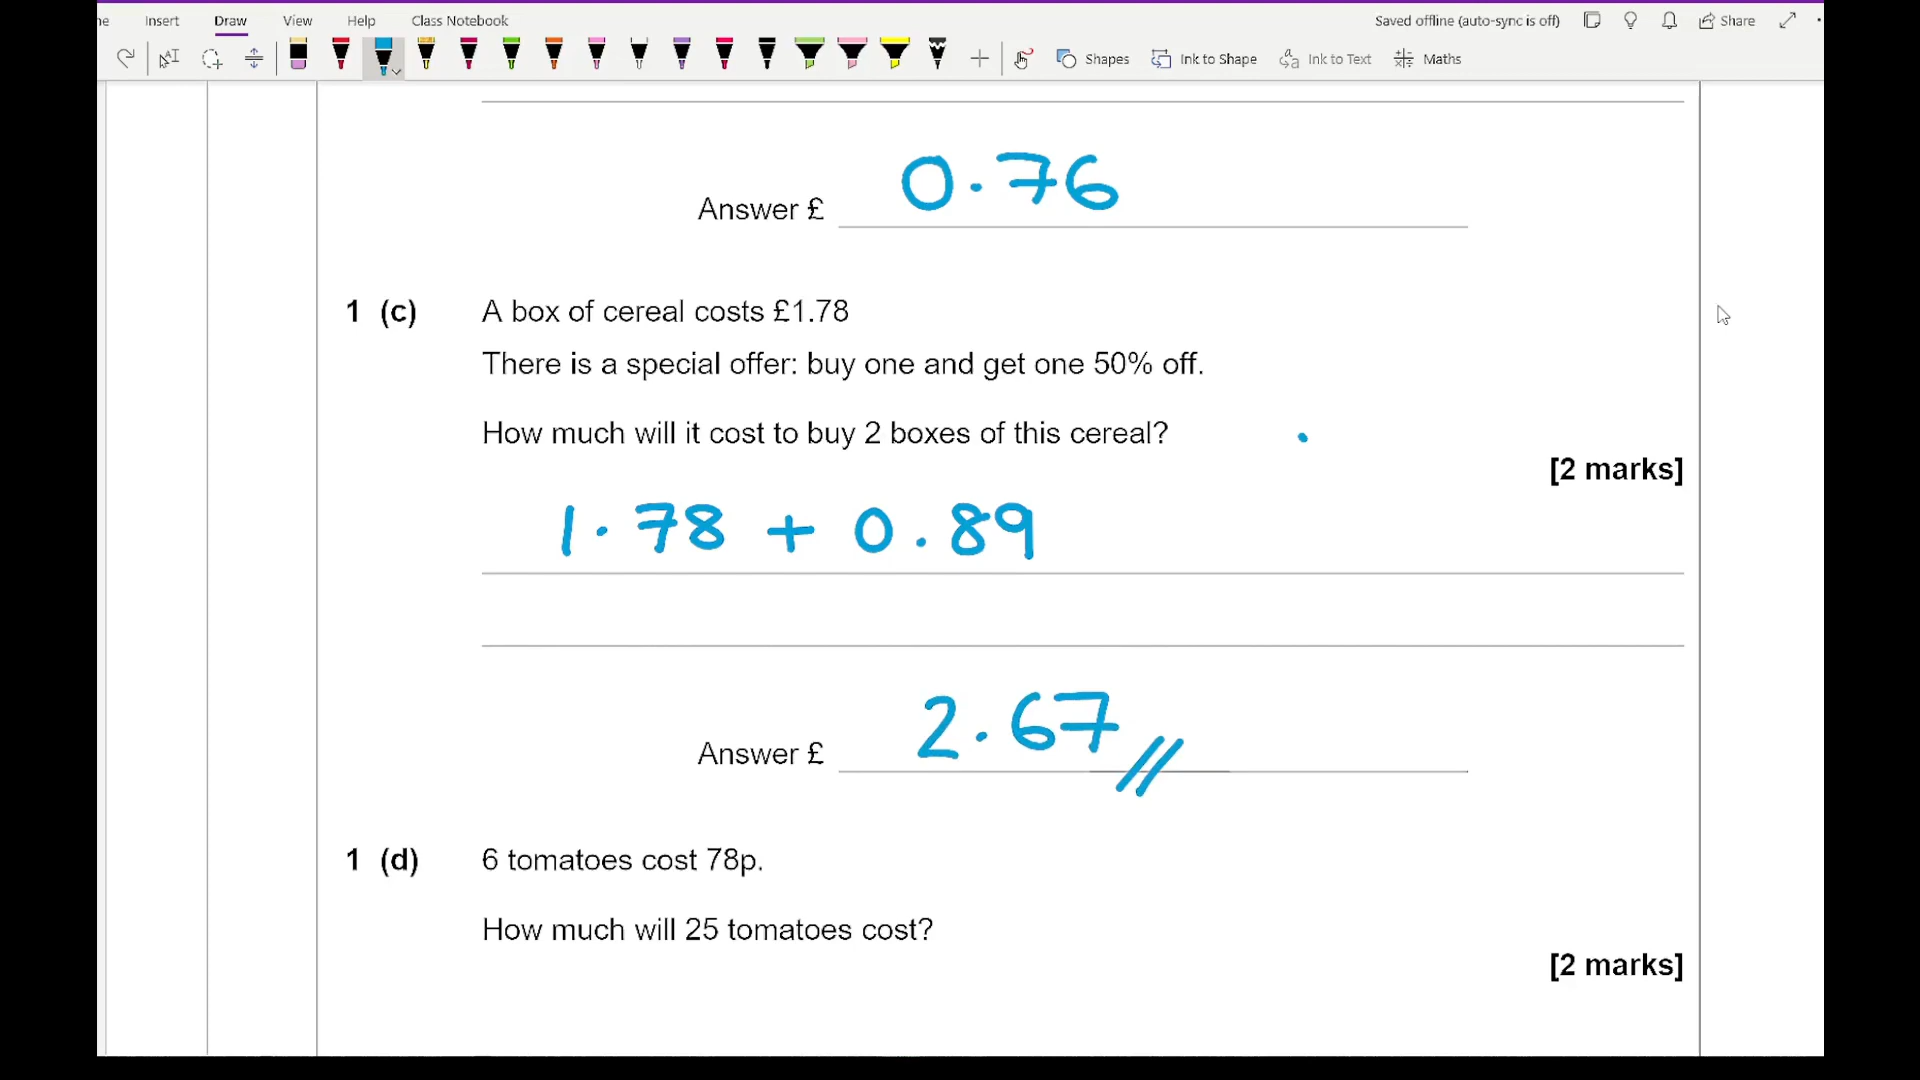 Insert Draw View Help Class Notebook Saved offline (auto-sync is off) Share
Shapes Ink to Shape Ink to Text Maths
Answer £ 0.76
1 (c) A box of cereal costs £1.78
There is a special offer: buy one and get one 50% off.
How much will it cost to buy 2 boxes of this cereal?
[2 marks]
1.78 + 0.89
Answer £ 2.67
1 (d) 6 tomatoes cost 78p.
How much will 25 tomatoes cost?
[2 marks]